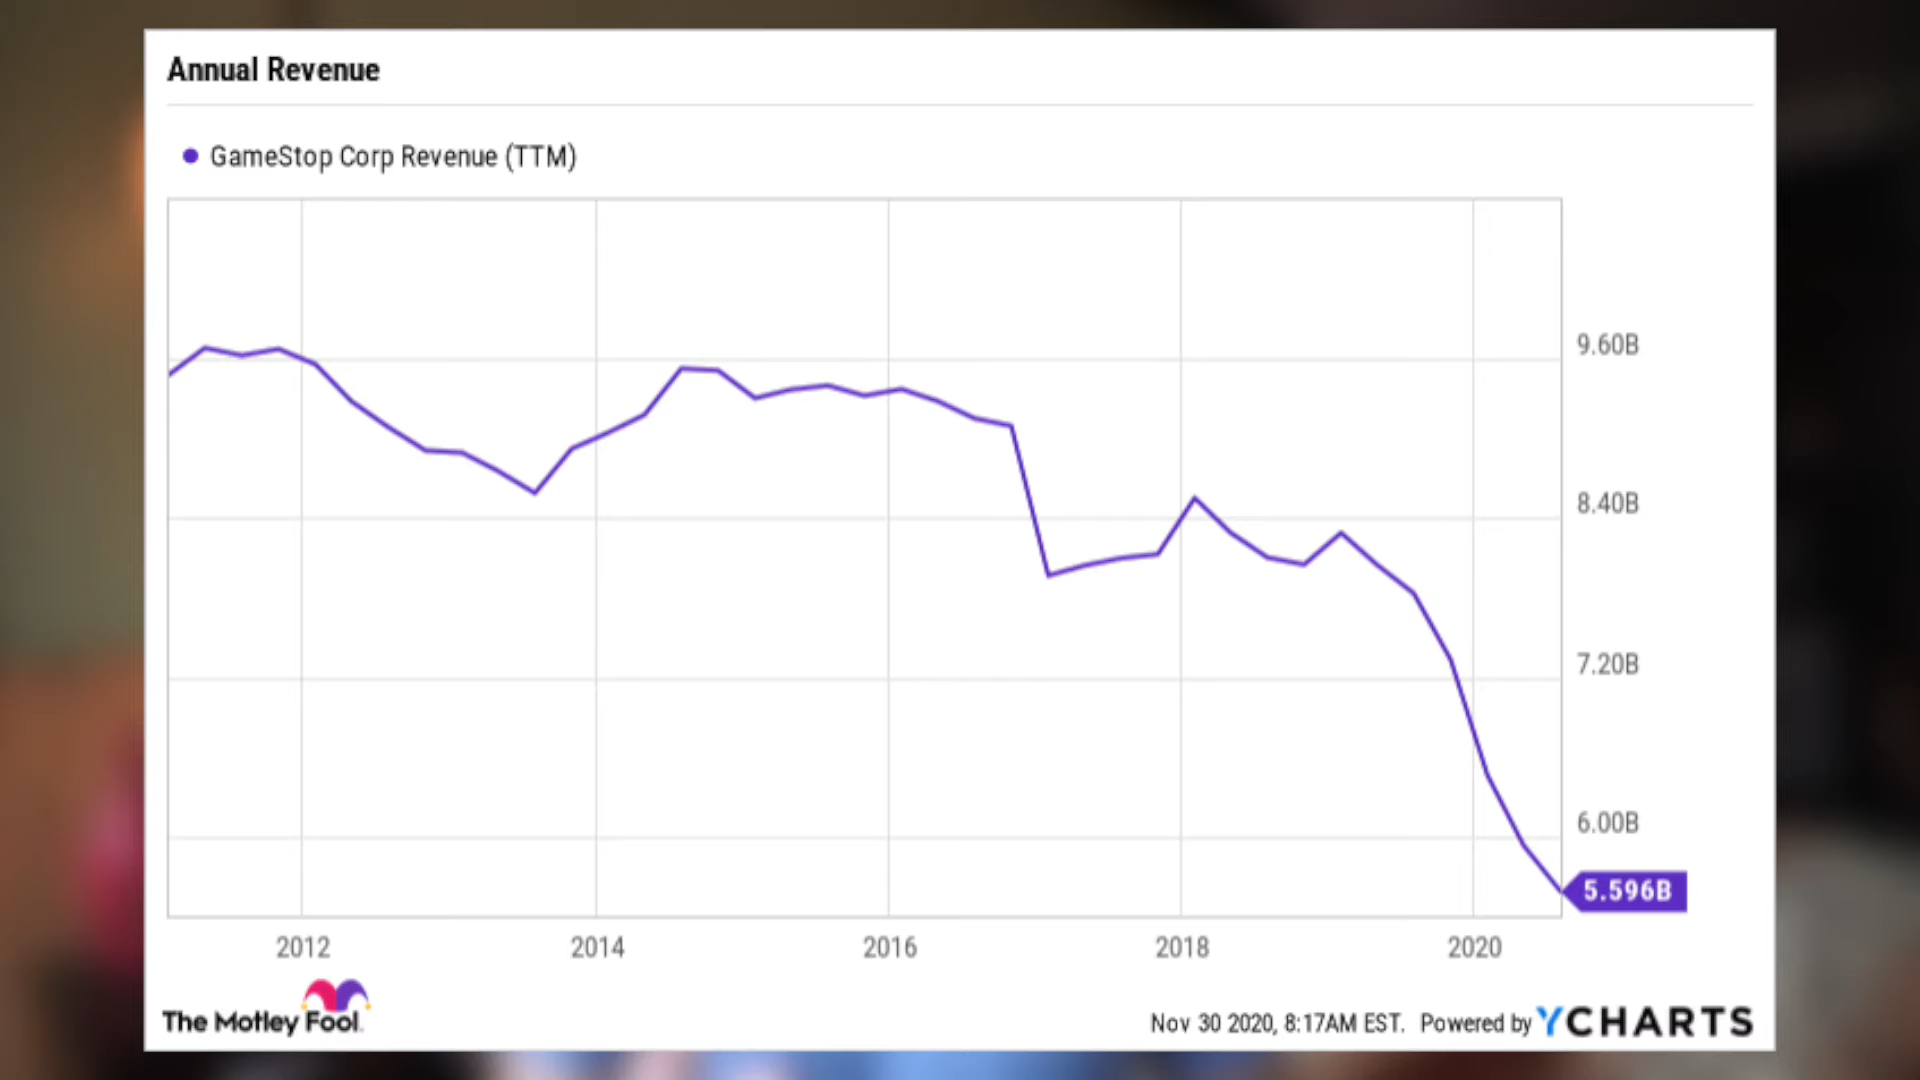 Annual Revenue
GameStop Corp Revenue (TTM)
9.60B
8.40B
7.20B
6.00B
5.596B
2012 2014 2016 2018 2020
The Motley Fool.
Nov 30 2020, 8:17AM EST. Powered by YCHARTS